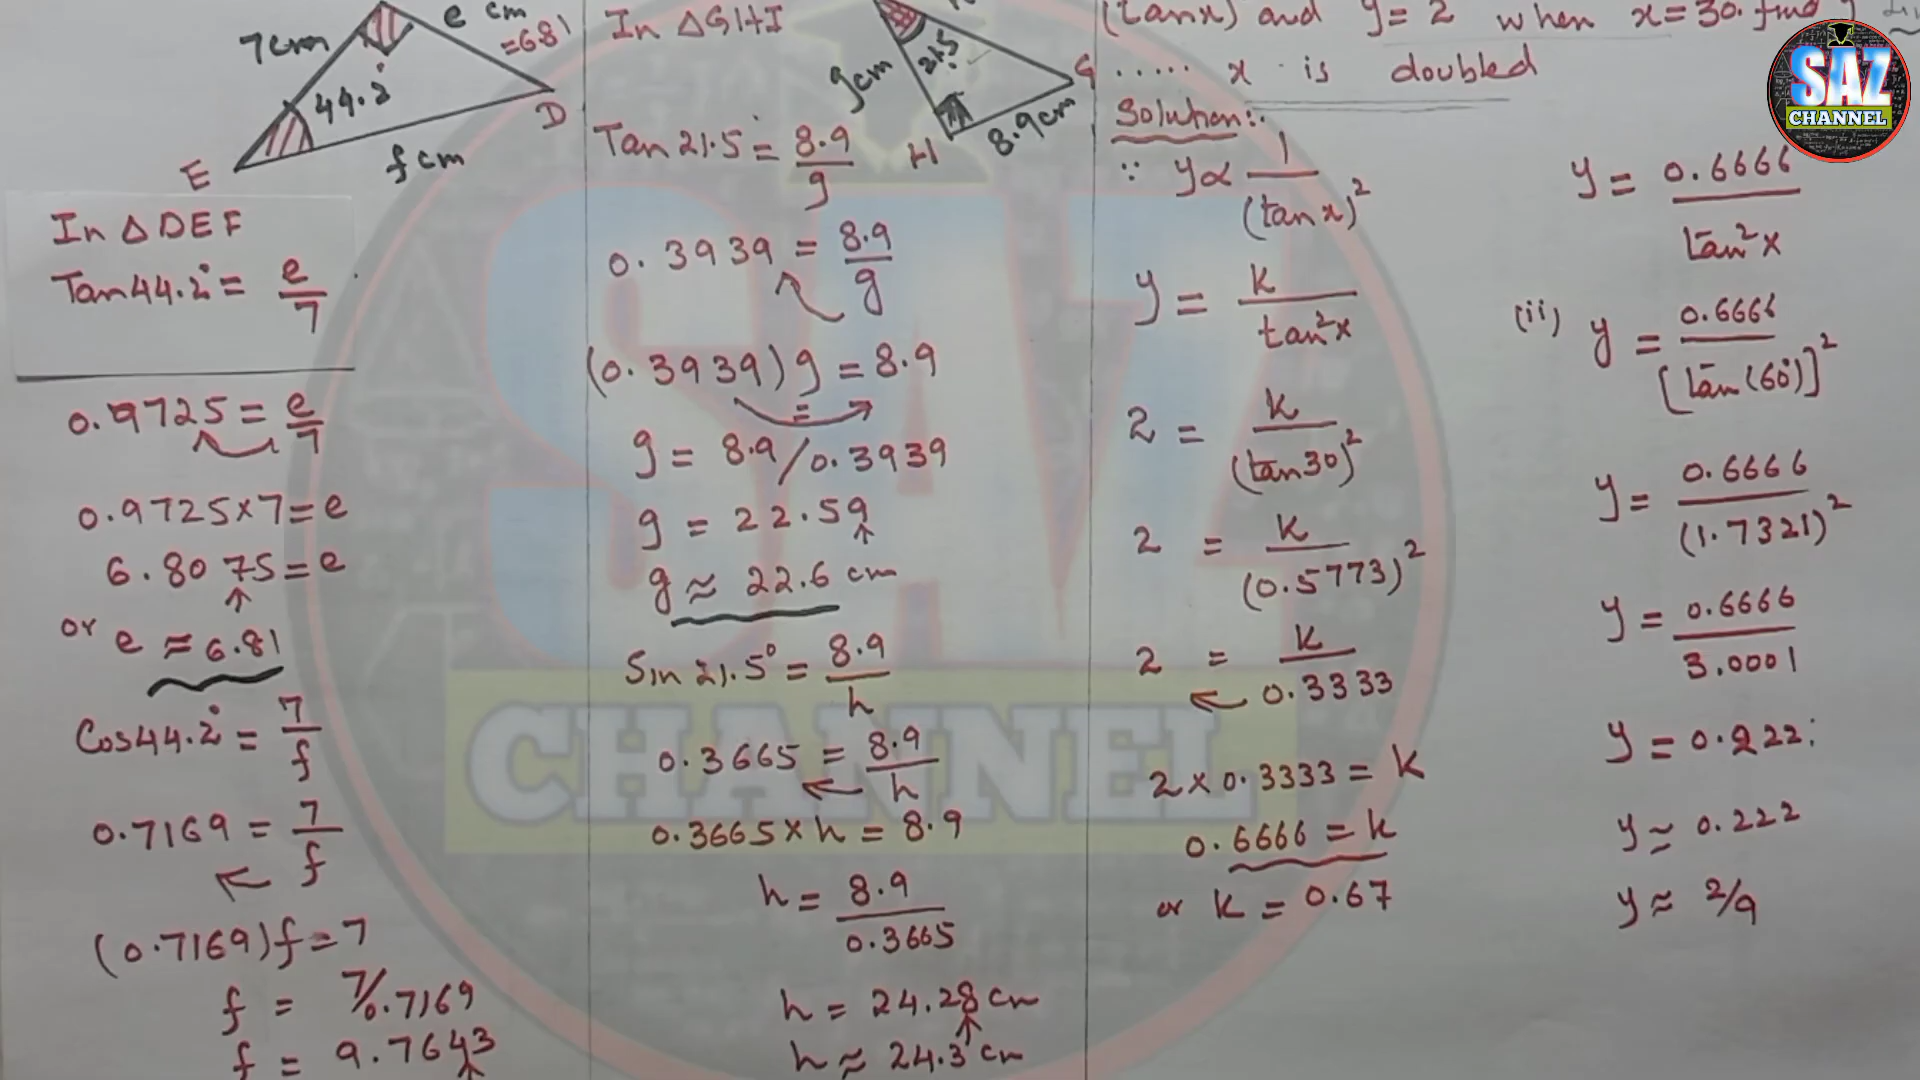 7cm
e cm
=6.81
44.2°
D
E
f cm
In △DEF
Tan44.2° = e/7
0.9725 = e/7
0.9725×7=e
6.8075=e
or e ≈ 6.81
Cos44.2° = 7/f
0.7169 = 7/f
(0.7169)f=7
f = 7/0.7169
f = 9.7643
In △GHI
gcm
21.5°
G
H
8.9cm
Tan 21.5° = 8.9/g
0.3939 = 8.9/g
(0.3939)g = 8.9
g = 8.9/0.3939
g = 22.59
g ≈ 22.6 cm
Sin 21.5° = 8.9/h
0.3665 = 8.9/h
0.3665×h = 8.9
h = 8.9/0.3665
h = 24.28 cm
h ≈ 24.3 cm
(tanx) and y= 2 when x=30. find y
..... x is doubled
Solution:.
∵ y∝ 1/(tanx)²
y = k/tan²x
2 = k/(tan30)²
2 = k/(0.5773)²
2 = k/0.3333
2×0.3333 = k
0.6666 = k
or k = 0.67
y = 0.6666/tan²x
(ii) y = 0.6666/[tan(60°)]²
y = 0.6666/(1.7321)²
y = 0.6666/3.0001
y = 0.222:
y ≈ 0.222
y ≈ 2/9
SAZ
CHANNEL
SAZ
CHANNEL